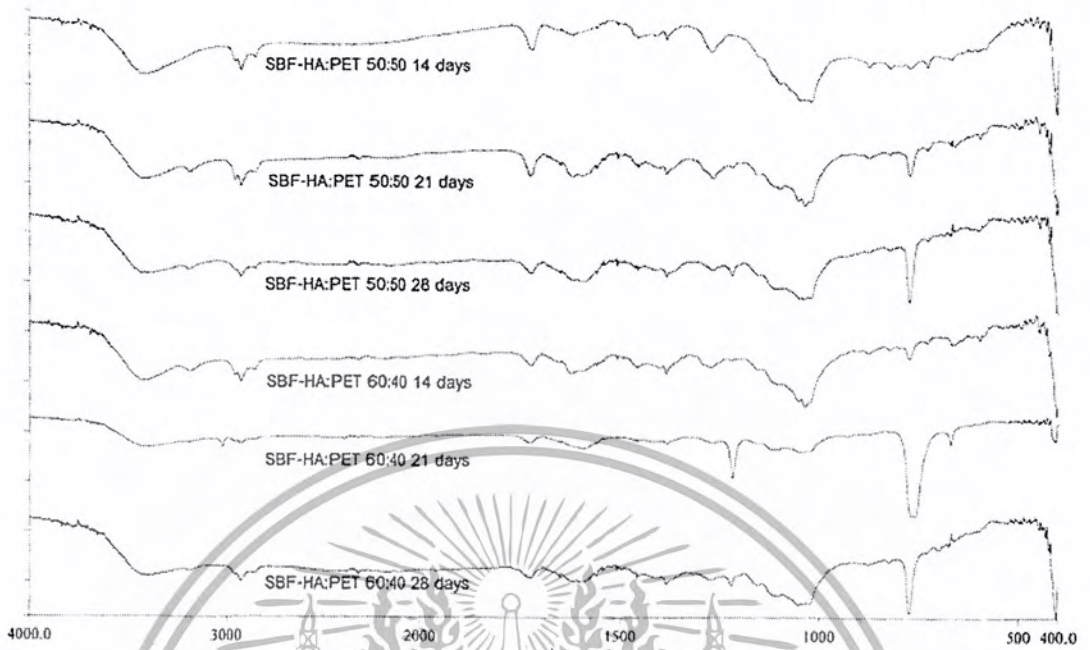 SBF-HA:PET 50:50 14 days
SBF-HA:PET 50:50 21 days
SBF-HA:PET 50:50 28 days
SBF-HA:PET 60:40 14 days
SBF-HA:PET 60:40 21 days
SBF-HA:PET 60:40 28 days
4000.0 3000 2000 1500 1000 500 400.0